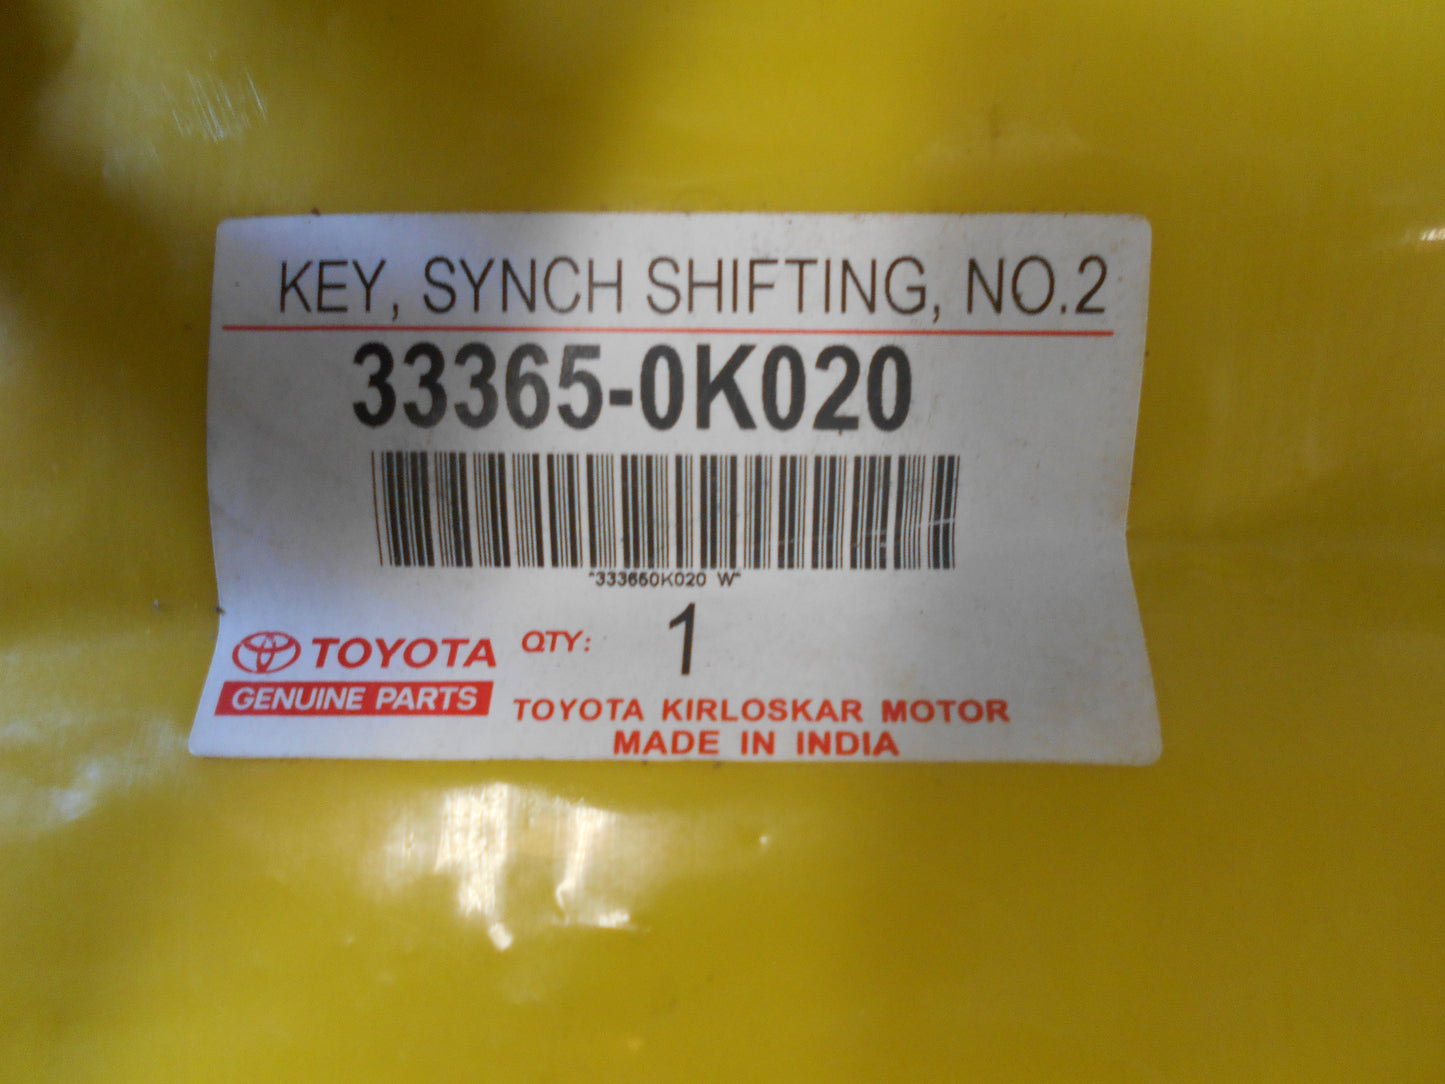 KEY, SYNCH SHIFTING, NO.2
33365-0K020
*333650K020 W*
TOYOTA QTY: 1
GENUINE PARTS
TOYOTA KIRLOSKAR MOTOR
MADE IN INDIA